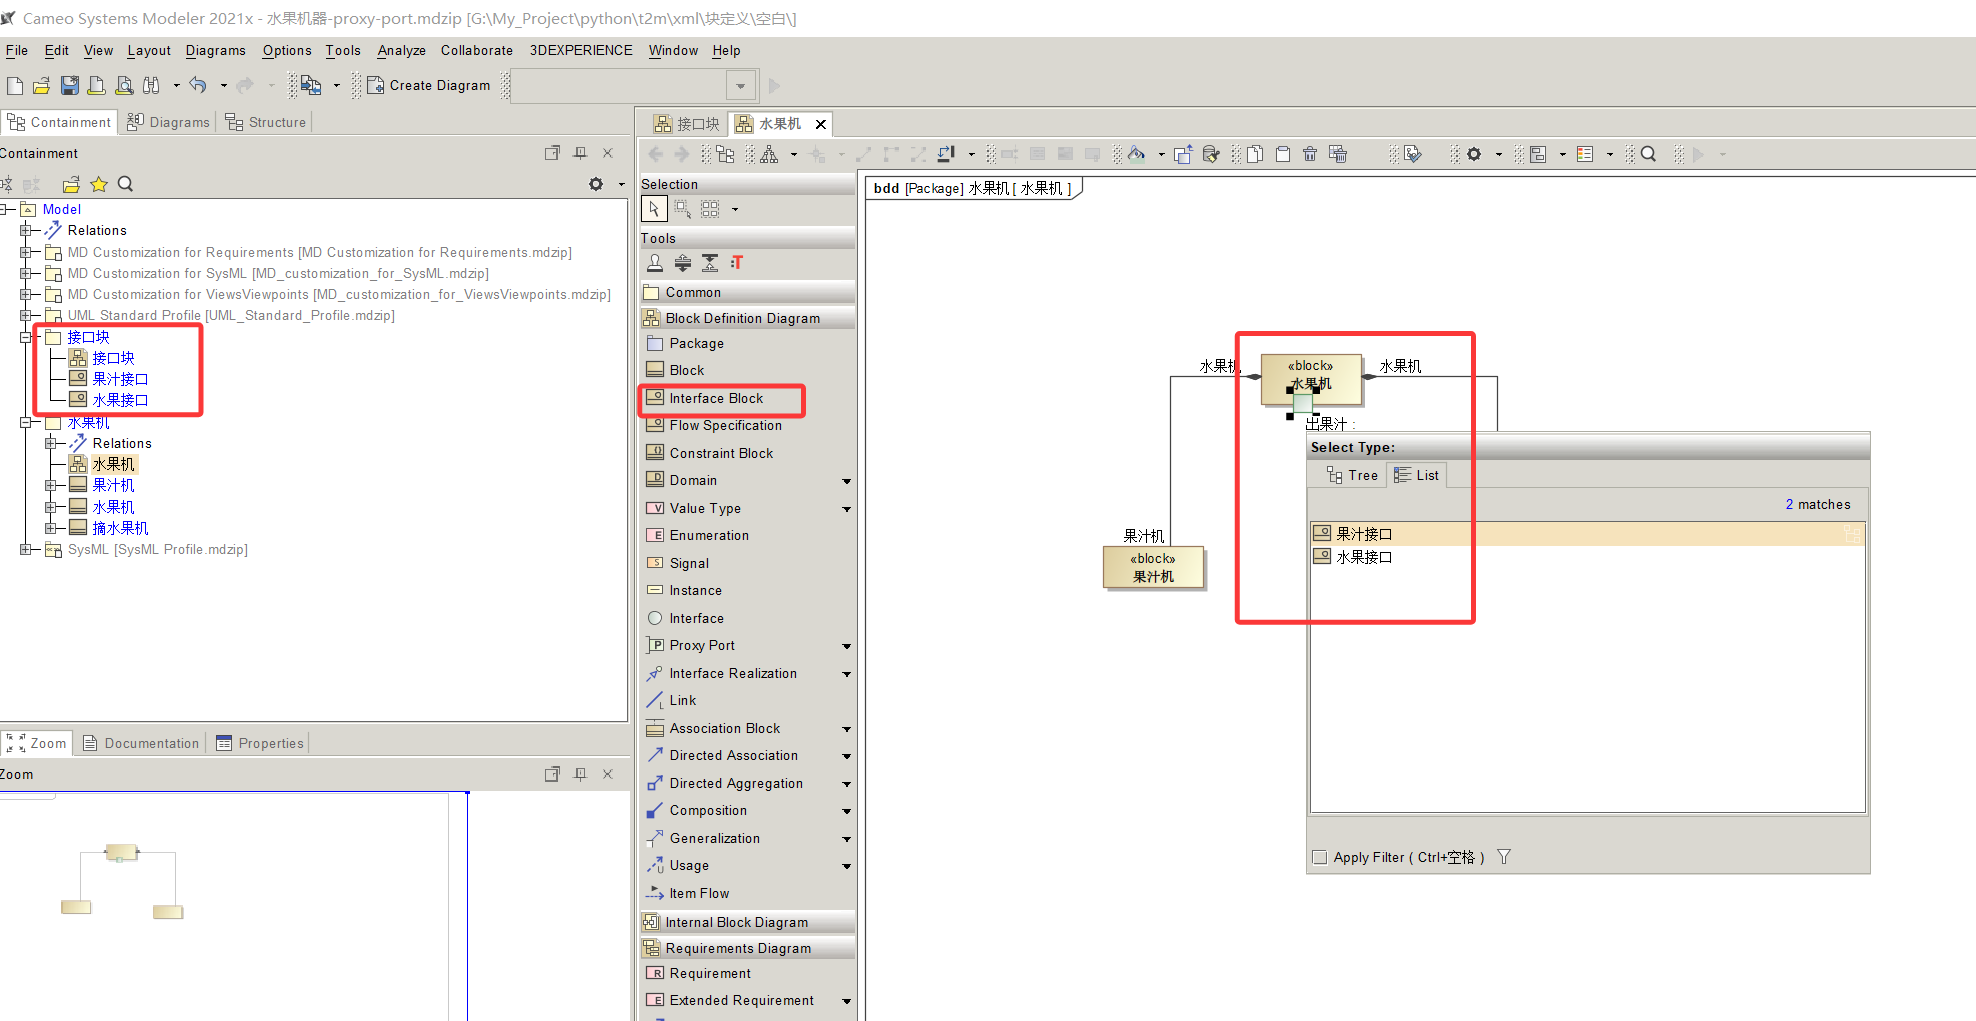 Cameo Systems Modeler 2021x - 水果机器-proxy-port.mdzip [G:\My_Project\python\t2m\xml\块定义\空白\]
File Edit View Layout Diagrams Options Tools Analyze Collaborate 3DEXPERIENCE Window Help
Create Diagram
Containment Diagrams Structure
Containment
Model
Relations
MD Customization for Requirements [MD Customization for Requirements.mdzip]
MD Customization for SysML [MD_customization_for_SysML.mdzip]
MD Customization for ViewsViewpoints [MD_customization_for_ViewsViewpoints.mdzip]
UML Standard Profile [UML_Standard_Profile.mdzip]
接口块
接口块
果汁接口
水果接口
水果机
Relations
水果机
果汁机
水果机
摘水果机
SysML [SysML Profile.mdzip]
Zoom Documentation Properties
Zoom
接口块 水果机
Selection
Tools
T
Common
Block Definition Diagram
Package
Block
Interface Block
Flow Specification
Constraint Block
Domain
Value Type
Enumeration
Signal
Instance
Interface
Proxy Port
Interface Realization
Link
Association Block
Directed Association
Directed Aggregation
Composition
Generalization
Usage
Item Flow
Internal Block Diagram
Requirements Diagram
Requirement
Extended Requirement
bdd [Package] 水果机 [ 水果机 ]
水果机
«block»
水果机
水果机
出果汁 :
果汁机
«block»
果汁机
Select Type:
Tree List
2 matches
果汁接口
水果接口
Apply Filter ( Ctrl+空格 )